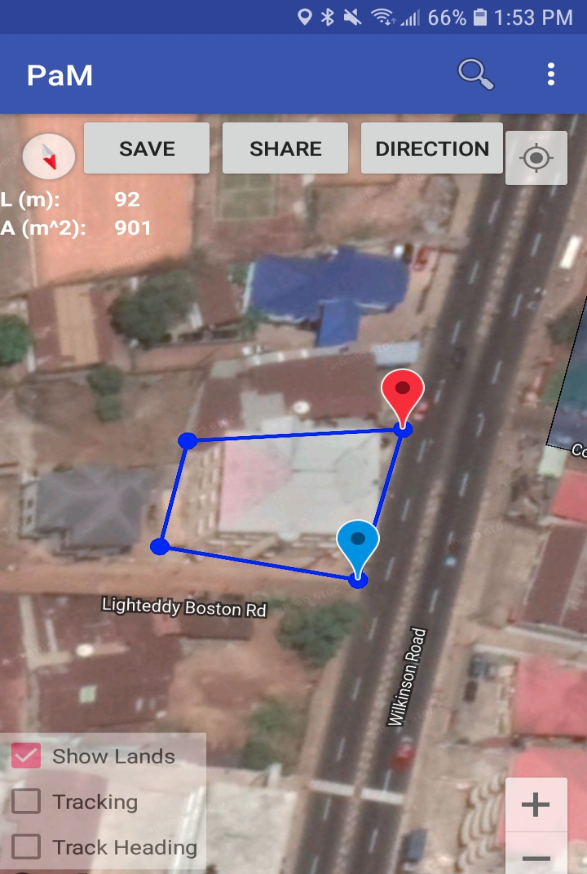 66% 1:53 PM
PaM
SAVE SHARE DIRECTION
L (m): 92
A (m^2): 901
Co
Lighteddy Boston Rd
Wilkinson Road
Show Lands
Tracking
Track Heading